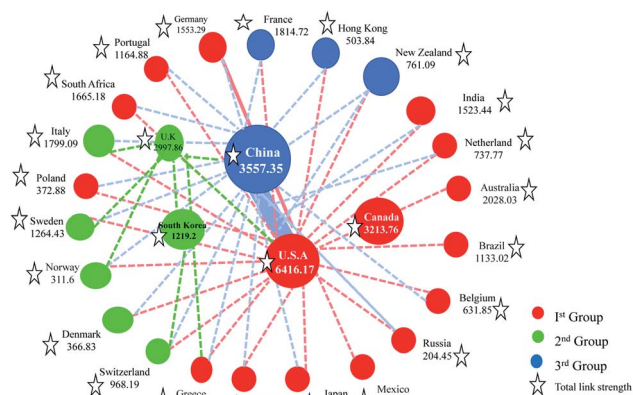 Germany
1553.29
France
1814.72
Hong Kong
503.84
New Zealand
761.09
Portugal
1164.88
South Africa
1665.18
India
1523.44
Italy
1799.09
U.K
2997.86
China
3557.35
Netherland
737.77
Poland
372.88
Australia
2028.03
Sweden
1264.43
South Korea
1219.2
Canada
3213.76
U.S.A
6416.17
Brazil
1133.02
Norway
311.6
Belgium
631.85
Denmark
366.83
Russia
204.45
Switzerland
968.19
Greece
Japan
Mexico
1st Group
2nd Group
3rd Group
Total link strength